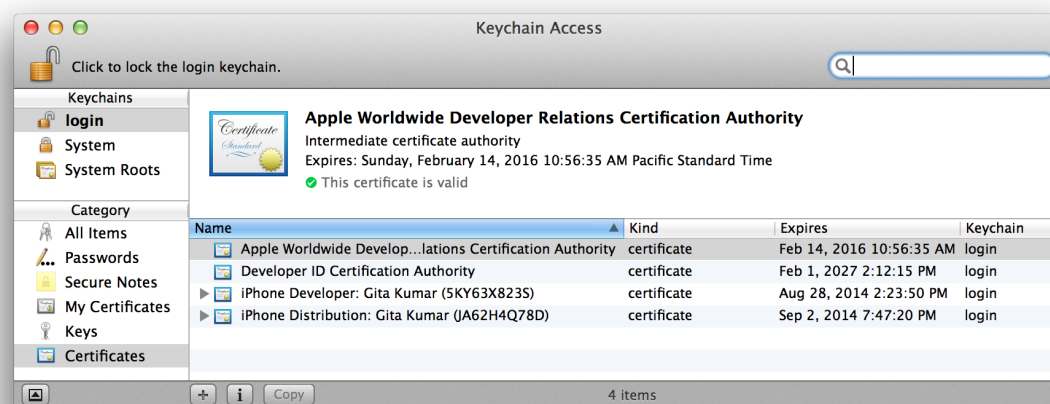 Keychain Access
Click to lock the login keychain.
Keychains
login
System
System Roots
Category
All Items
Passwords
Secure Notes
My Certificates
Keys
Certificates
Certificate
Standard
Apple Worldwide Developer Relations Certification Authority
Intermediate certificate authority
Expires: Sunday, February 14, 2016 10:56:35 AM Pacific Standard Time
This certificate is valid
Name Kind Expires Keychain
Apple Worldwide Develop...lations Certification Authority certificate Feb 14, 2016 10:56:35 AM login
Developer ID Certification Authority certificate Feb 1, 2027 2:12:15 PM login
iPhone Developer: Gita Kumar (5KY63X823S) certificate Aug 28, 2014 2:23:50 PM login
iPhone Distribution: Gita Kumar (JA62H4Q78D) certificate Sep 2, 2014 7:47:20 PM login
+ i Copy 4 items